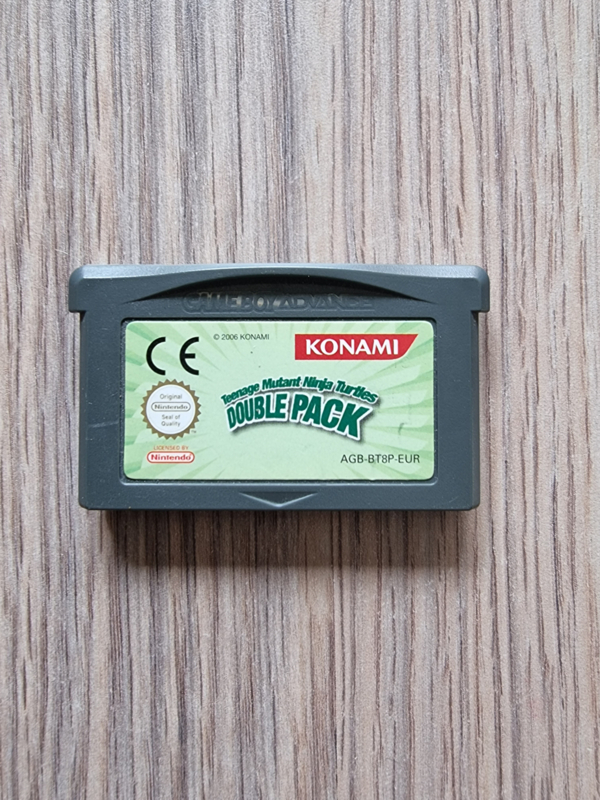 GAME BOY ADVANCE
© 2006 KONAMI
KONAMI
CE
Teenage Mutant Ninja Turtles
DOUBLE PACK
Original
Nintendo
Seal of
Quality
LICENSED BY
Nintendo
AGB-BT8P-EUR